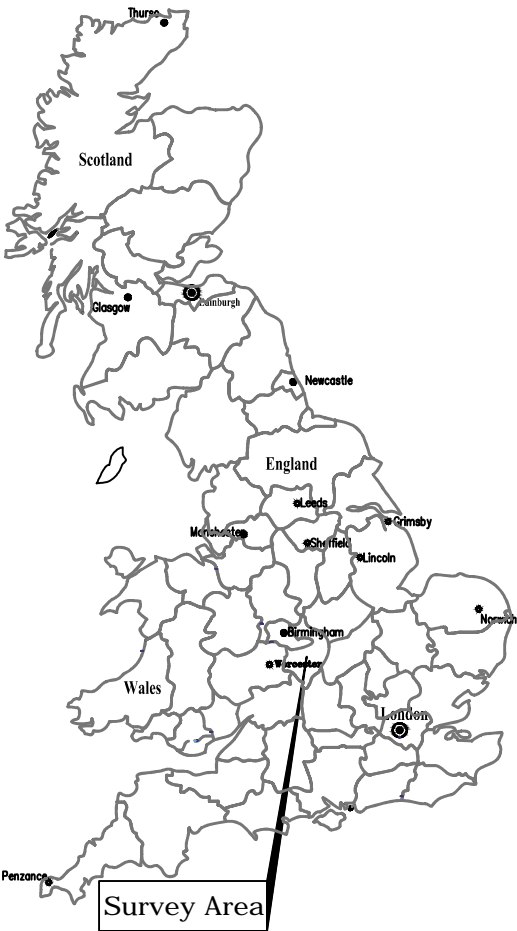 Thurso
Scotland
Edinburgh
Glasgow
Newcastle
England
Leeds
Grimsby
Manchester
Sheffield
Lincoln
Norwich
Birmingham
Worcester
Wales
London
Penzance
Survey Area